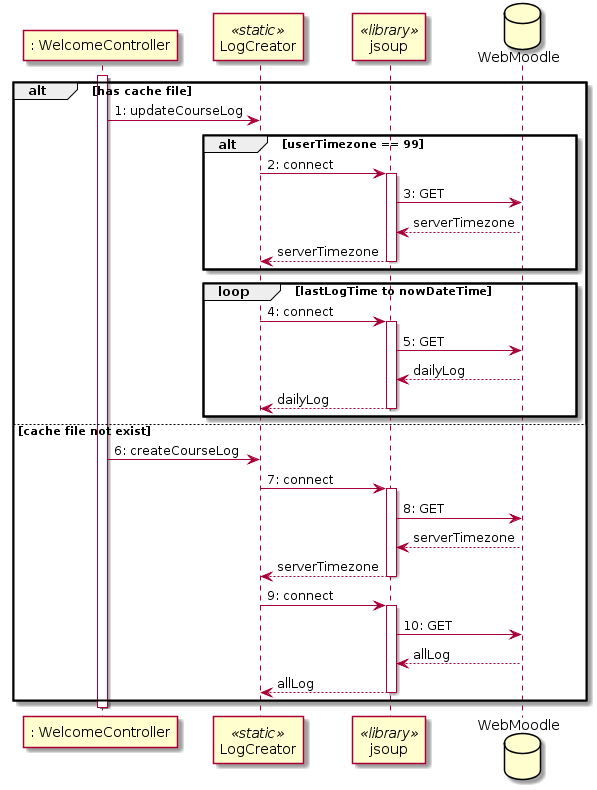 : WelcomeController
«static»
LogCreator
«library»
jsoup
WebMoodle
alt [has cache file]
1: updateCourseLog
alt [userTimezone == 99]
2: connect
3: GET
serverTimezone
serverTimezone
loop [lastLogTime to nowDateTime]
4: connect
5: GET
dailyLog
dailyLog
[cache file not exist]
6: createCourseLog
7: connect
8: GET
serverTimezone
serverTimezone
9: connect
10: GET
allLog
allLog
: WelcomeController
«static»
LogCreator
«library»
jsoup
WebMoodle